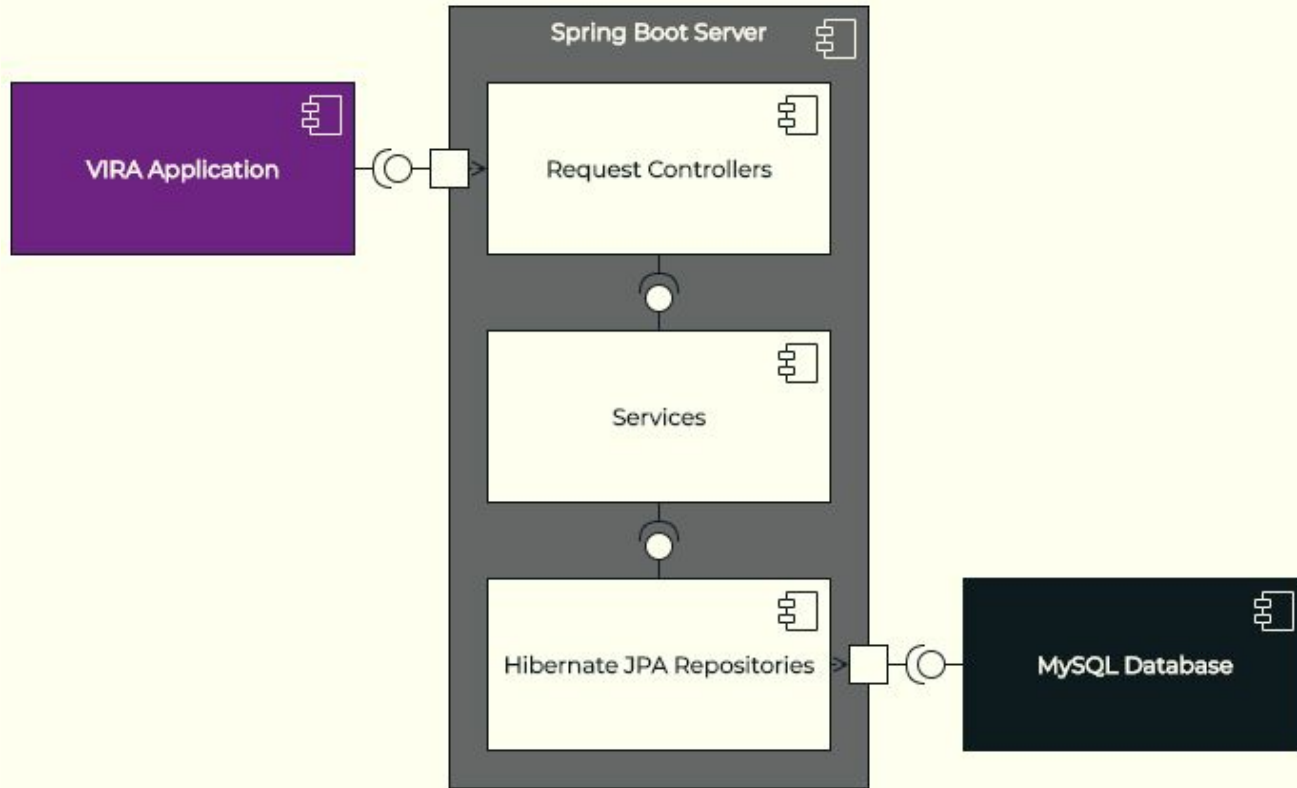 Spring Boot Server
VIRA Application
Request Controllers
Services
Hibernate JPA Repositories
MySQL Database